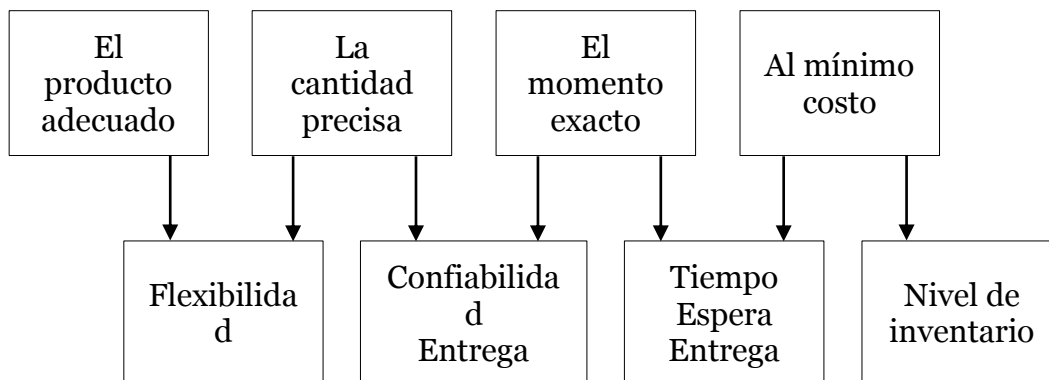 El
producto
adecuado
La
cantidad
precisa
El
momento
exacto
Al mínimo
costo
Flexibilida
d
Confiabilida
d
Entrega
Tiempo
Espera
Entrega
Nivel de
inventario